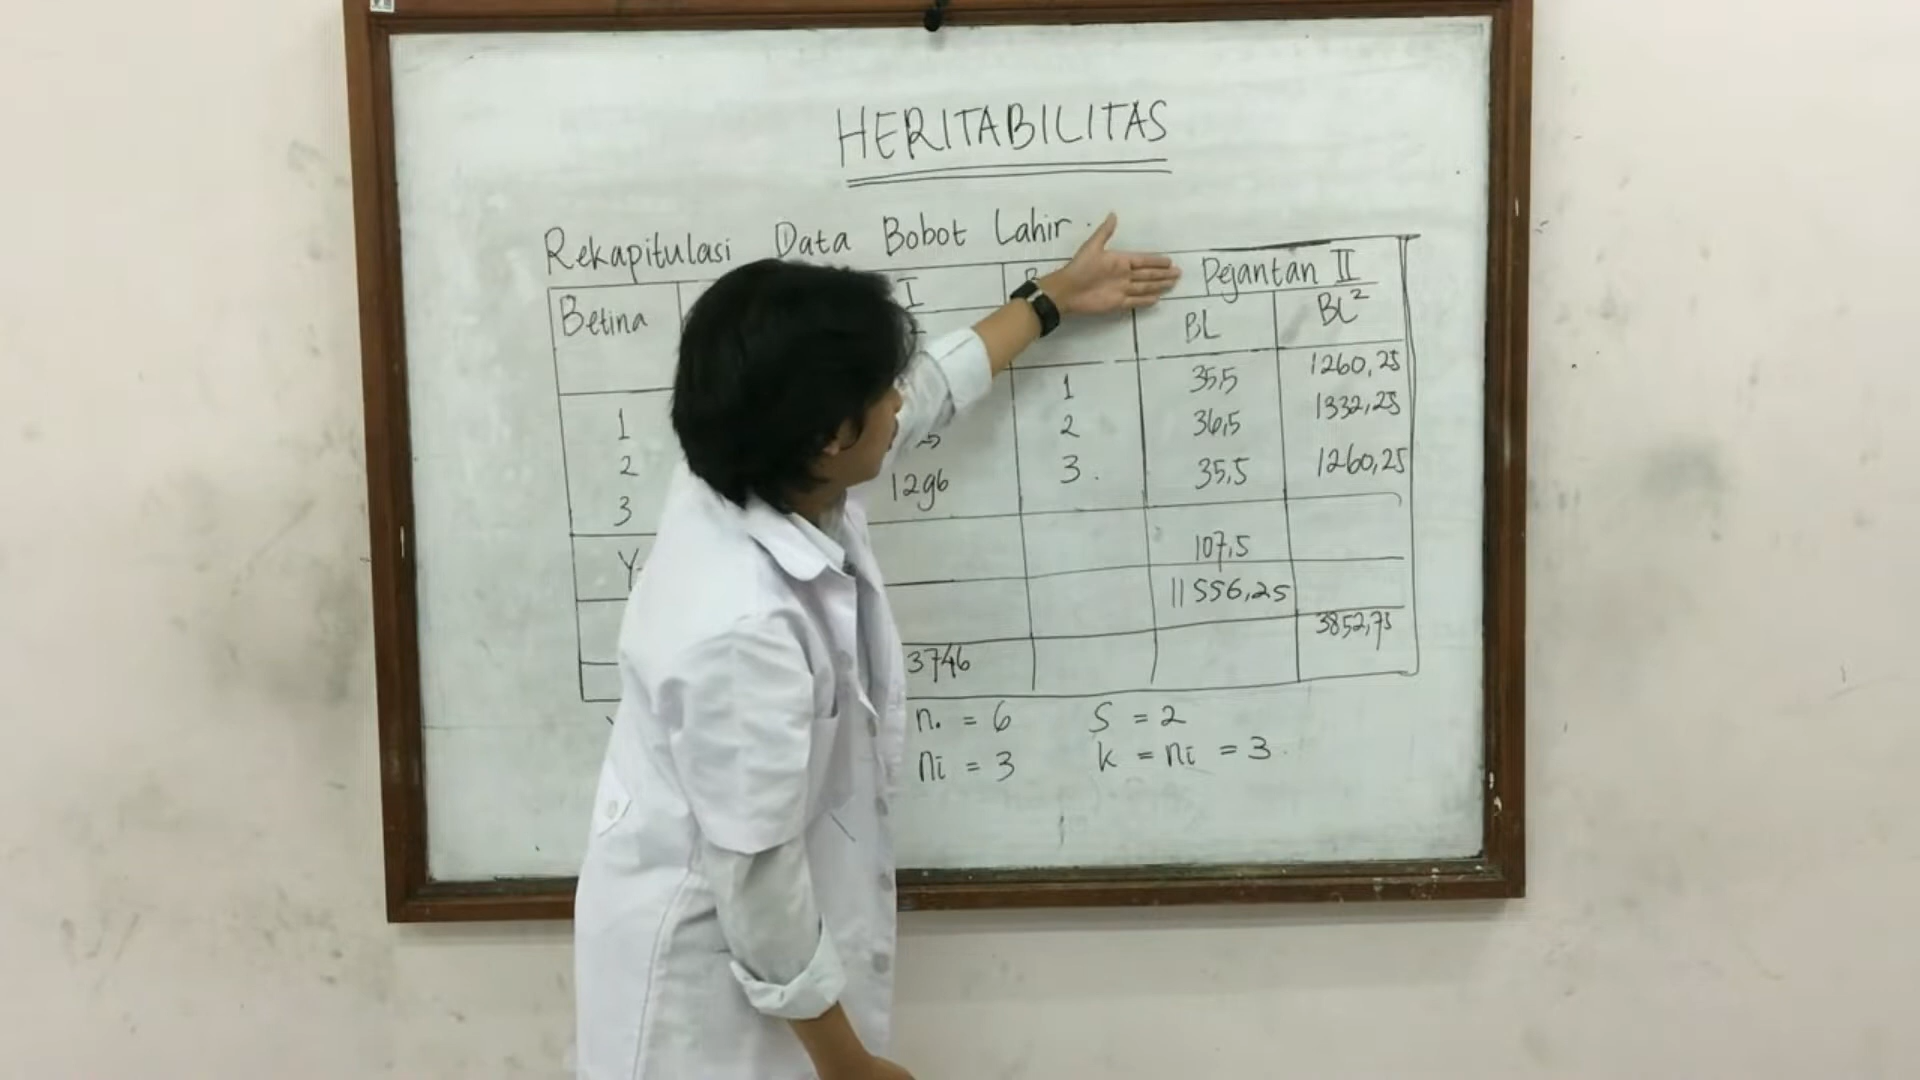 HERITABILITAS
Rekapitulasi Data Bobot Lahir
Betina I Pejantan II
BL BL²
1 1 35,5 1260,25
2 2 36,5 1332,25
3 1296 3. 35,5 1260,25
Y 107,5
11556,25
3852,75
3746
n. = 6 S = 2
ni = 3 k = ni = 3